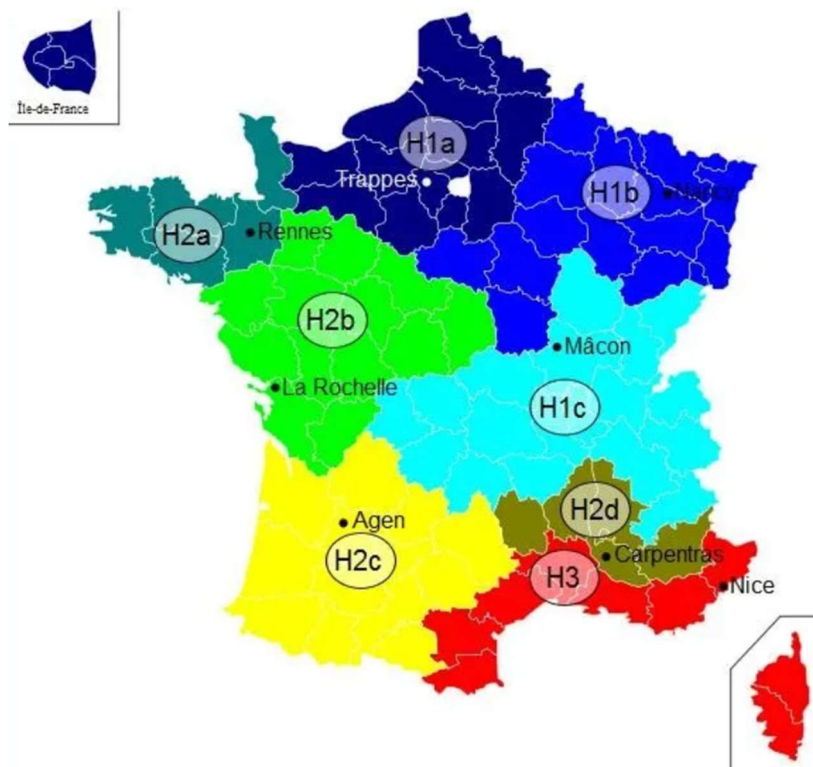 Île-de-France
H1a
Trappes
H1b
Nancy
H2a
Rennes
H2b
Mâcon
La Rochelle
H1c
H2d
Agen
Carpentras
H2c
H3
Nice